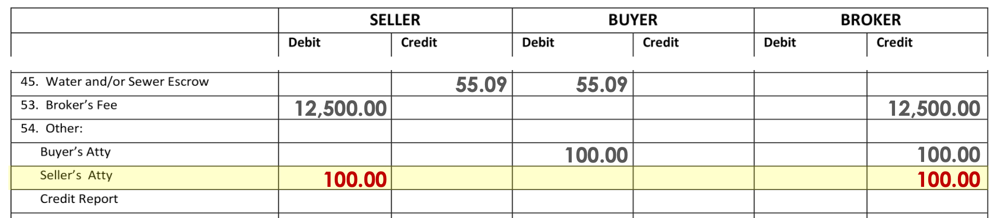 SELLER BUYER BROKER
Debit Credit Debit Credit Debit Credit
45. Water and/or Sewer Escrow 55.09 55.09
53. Broker’s Fee 12,500.00 12,500.00
54. Other:
Buyer’s Atty 100.00 100.00
Seller’s Atty 100.00 100.00
Credit Report